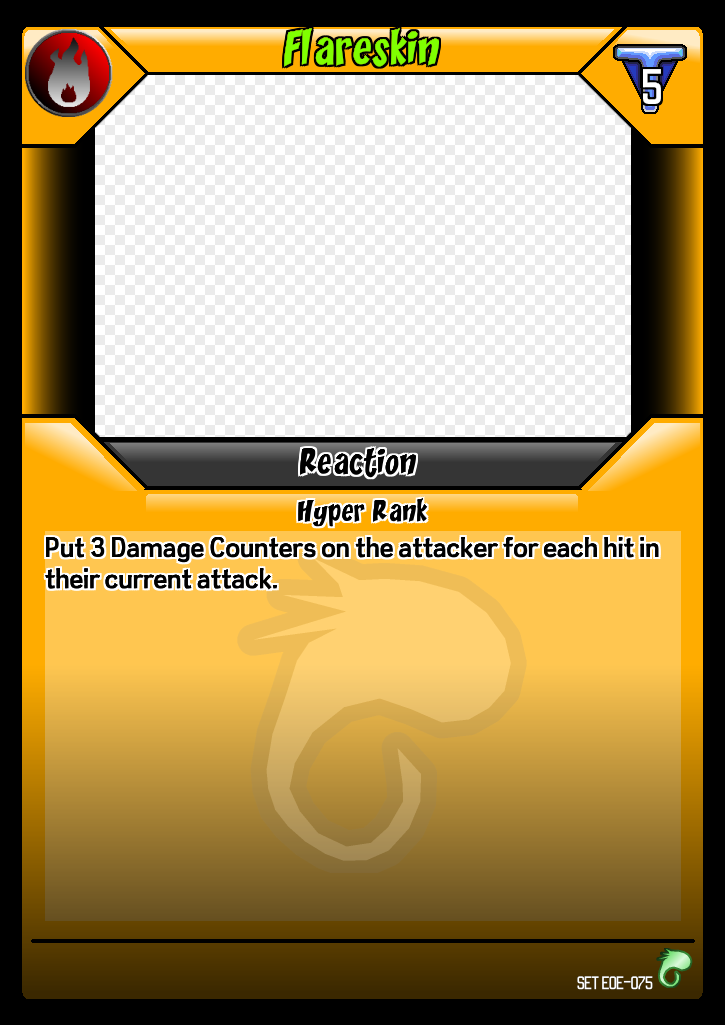 Flareskin
5
Reaction
Hyper Rank
Put 3 Damage Counters on the attacker for each hit in
their current attack.
SET EOE-075